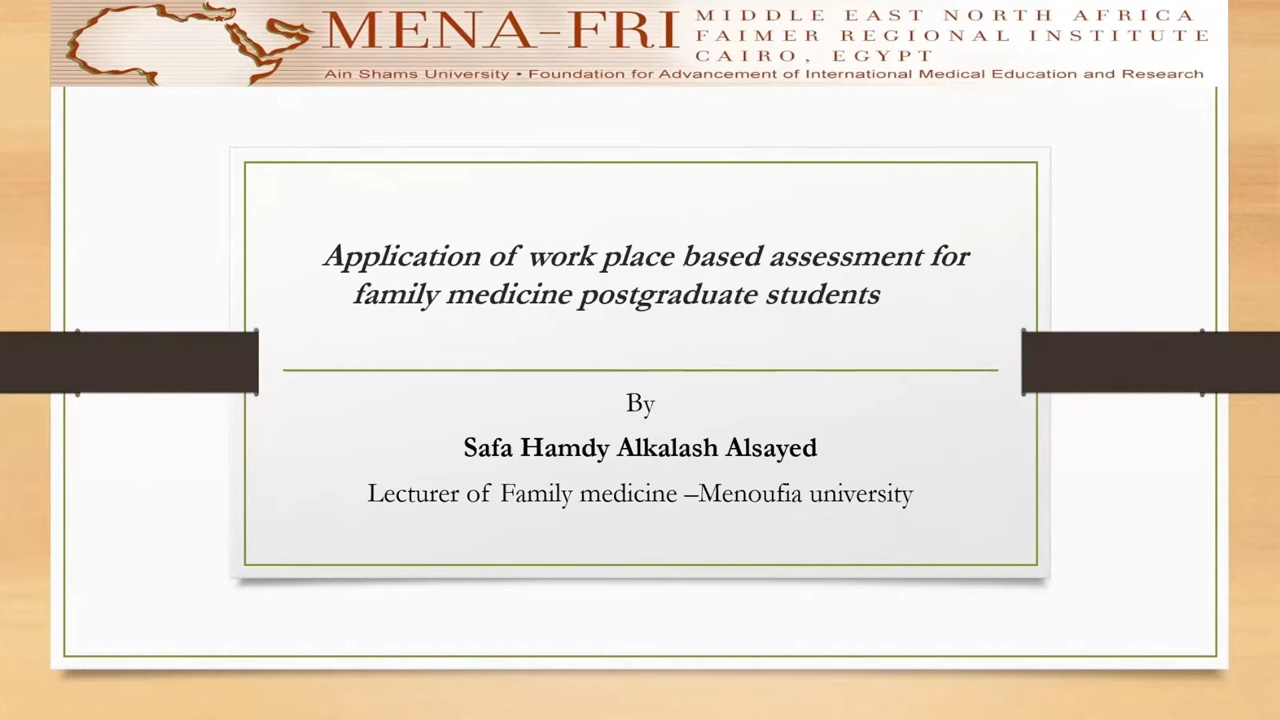 MENA-FRI
MIDDLE EAST NORTH AFRICA
FAIMER REGIONAL INSTITUTE
CAIRO, EGYPT
Ain Shams University • Foundation for Advancement of International Medical Education and Research
Application of work place based assessment for
family medicine postgraduate students
By
Safa Hamdy Alkalash Alsayed
Lecturer of Family medicine –Menoufia university